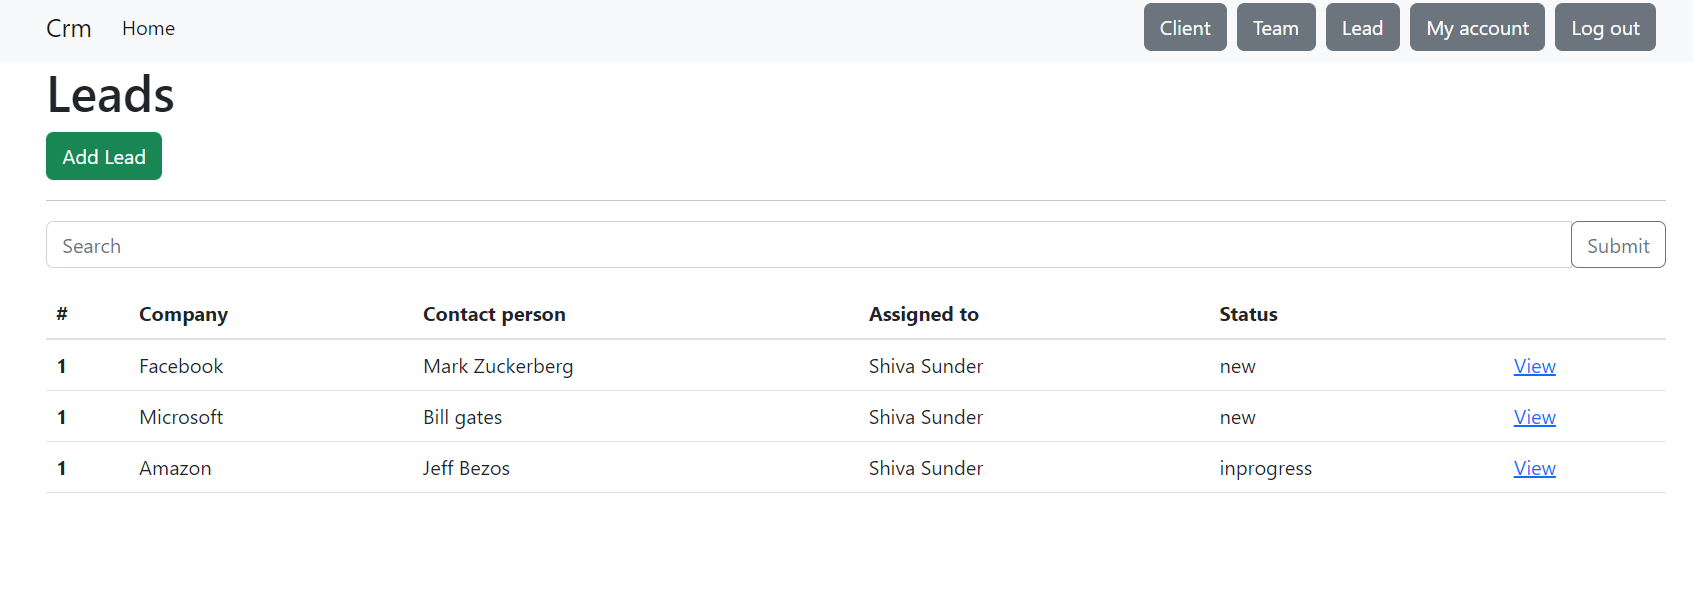 Crm Home Client Team Lead My account Log out
Leads
Add Lead
Search Submit
# Company Contact person Assigned to Status
1 Facebook Mark Zuckerberg Shiva Sunder new View
1 Microsoft Bill gates Shiva Sunder new View
1 Amazon Jeff Bezos Shiva Sunder inprogress View